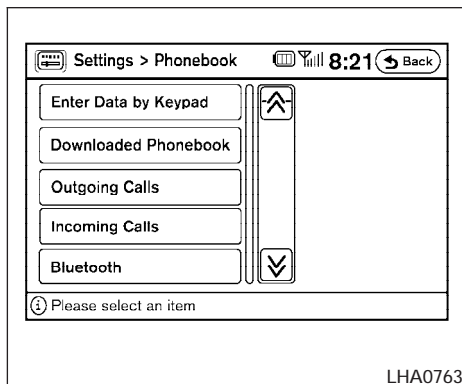 Settings > Phonebook 8:21 Back
Enter Data by Keypad
Downloaded Phonebook
Outgoing Calls
Incoming Calls
Bluetooth
i Please select an item
LHA0763